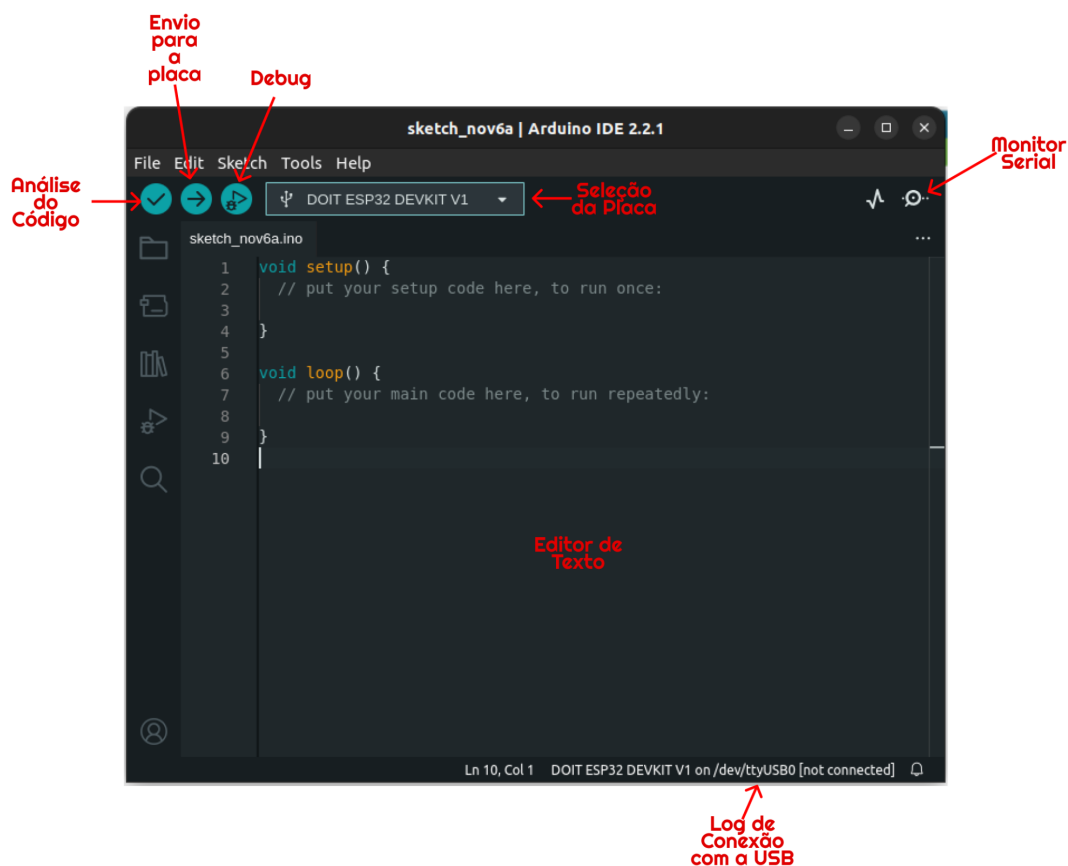 Envio
para
a
placa
Debug
sketch_nov6a | Arduino IDE 2.2.1
Monitor
Serial
File Edit Sketch Tools Help
Análise
do
Código
DOIT ESP32 DEVKIT V1
Seleção
da Placa
sketch_nov6a.ino
1 void setup() {
2 // put your setup code here, to run once:
3
4 }
5
6 void loop() {
7 // put your main code here, to run repeatedly:
8
9 }
10
Editor de
Texto
Ln 10, Col 1 DOIT ESP32 DEVKIT V1 on /dev/ttyUSB0 [not connected]
Log de
Conexão
com a USB